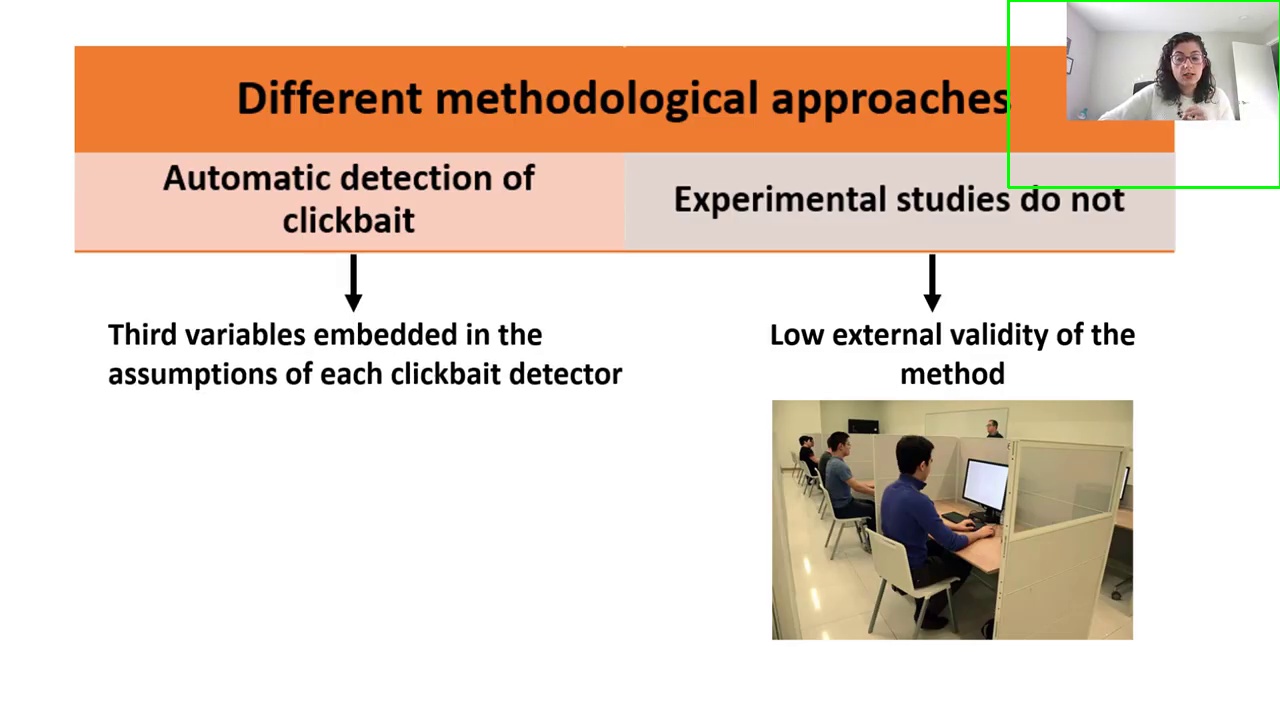 Different methodological approaches
Automatic detection of
clickbait
Experimental studies do not
Third variables embedded in the
assumptions of each clickbait detector
Low external validity of the
method